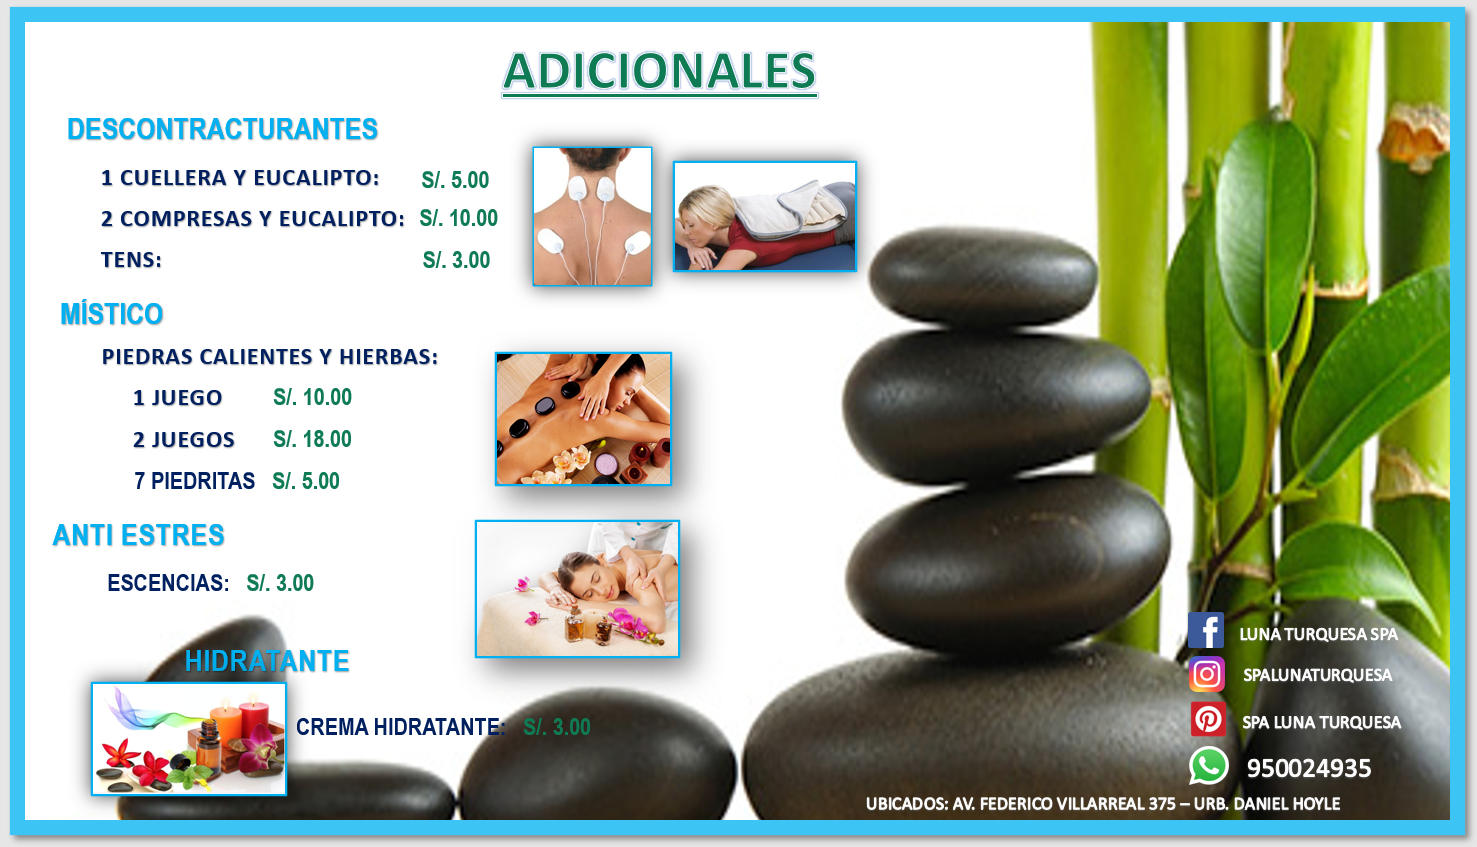 ADICIONALES
DESCONTRACTURANTES
1 CUELLERA Y EUCALIPTO: S/. 5.00
2 COMPRESAS Y EUCALIPTO: S/. 10.00
TENS: S/. 3.00
MÍSTICO
PIEDRAS CALIENTES Y HIERBAS:
1 JUEGO S/. 10.00
2 JUEGOS S/. 18.00
7 PIEDRITAS S/. 5.00
ANTI ESTRES
ESCENCIAS: S/. 3.00
HIDRATANTE
CREMA HIDRATANTE: S/. 3.00
LUNA TURQUESA SPA
SPALUNATURQUESA
SPA LUNA TURQUESA
950024935
UBICADOS: AV. FEDERICO VILLARREAL 375 – URB. DANIEL HOYLE